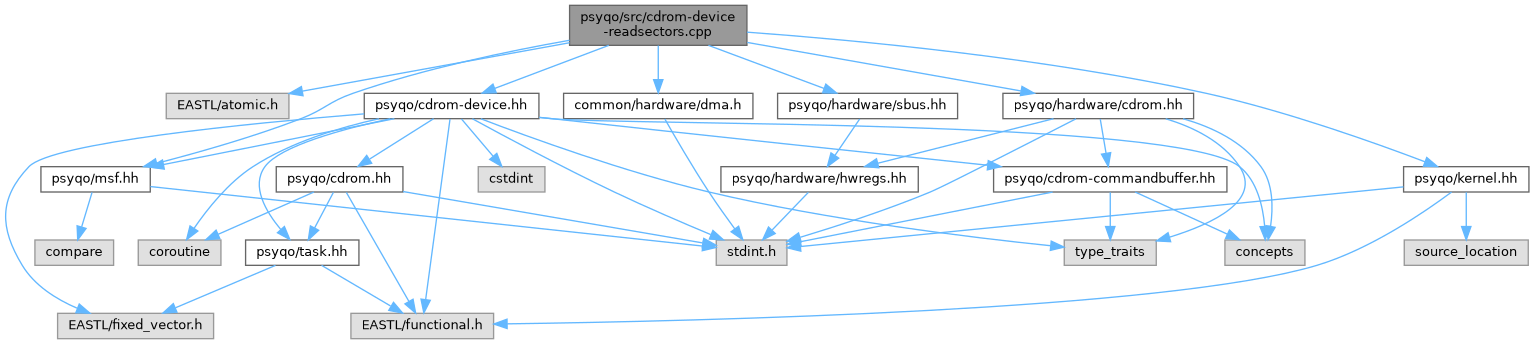 psyqo/src/cdrom-device
-readsectors.cpp
EASTL/atomic.h
psyqo/cdrom-device.hh
common/hardware/dma.h
psyqo/hardware/sbus.hh
psyqo/hardware/cdrom.hh
psyqo/msf.hh
psyqo/cdrom.hh
cstdint
psyqo/hardware/hwregs.hh
psyqo/cdrom-commandbuffer.hh
psyqo/kernel.hh
compare
coroutine
psyqo/task.hh
stdint.h
type_traits
concepts
source_location
EASTL/fixed_vector.h
EASTL/functional.h